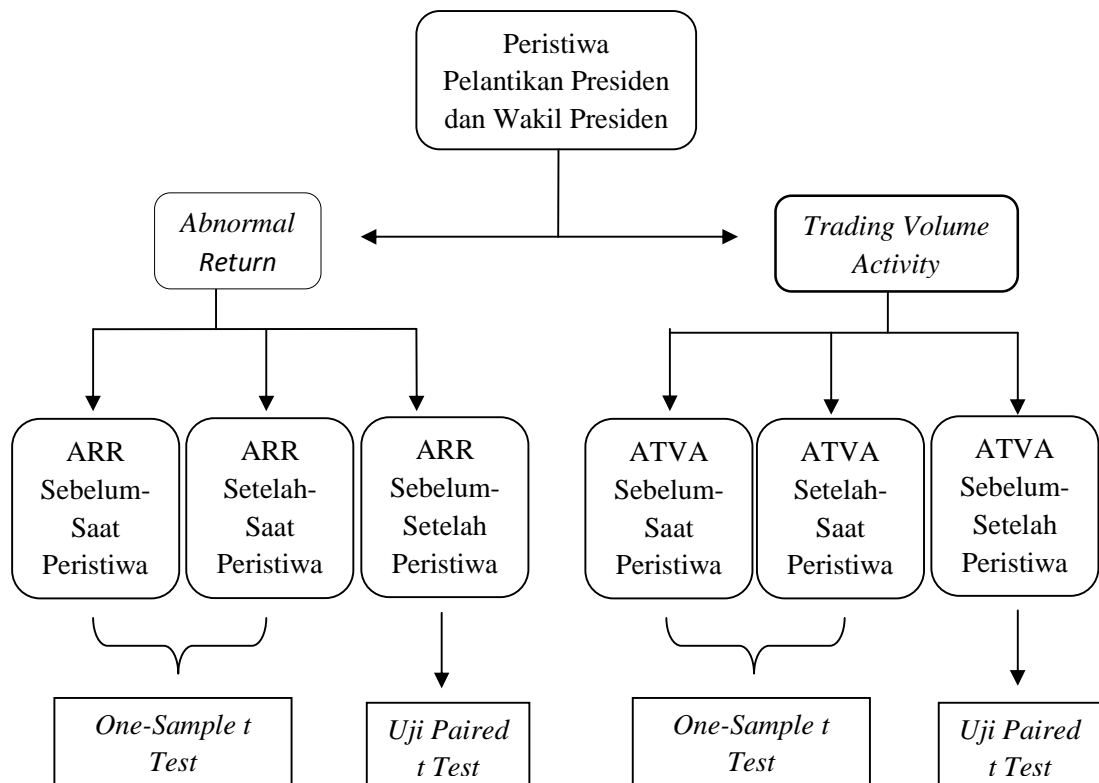 Peristiwa
Pelantikan Presiden
dan Wakil Presiden
Abnormal
Return
Trading Volume
Activity
ARR
Sebelum-
Saat
Peristiwa
ARR
Setelah-
Saat
Peristiwa
ARR
Sebelum-
Setelah
Peristiwa
ATVA
Sebelum-
Saat
Peristiwa
ATVA
Setelah-
Saat
Peristiwa
ATVA
Sebelum-
Setelah
Peristiwa
One-Sample t
Test
Uji Paired
t Test
One-Sample t
Test
Uji Paired
t Test